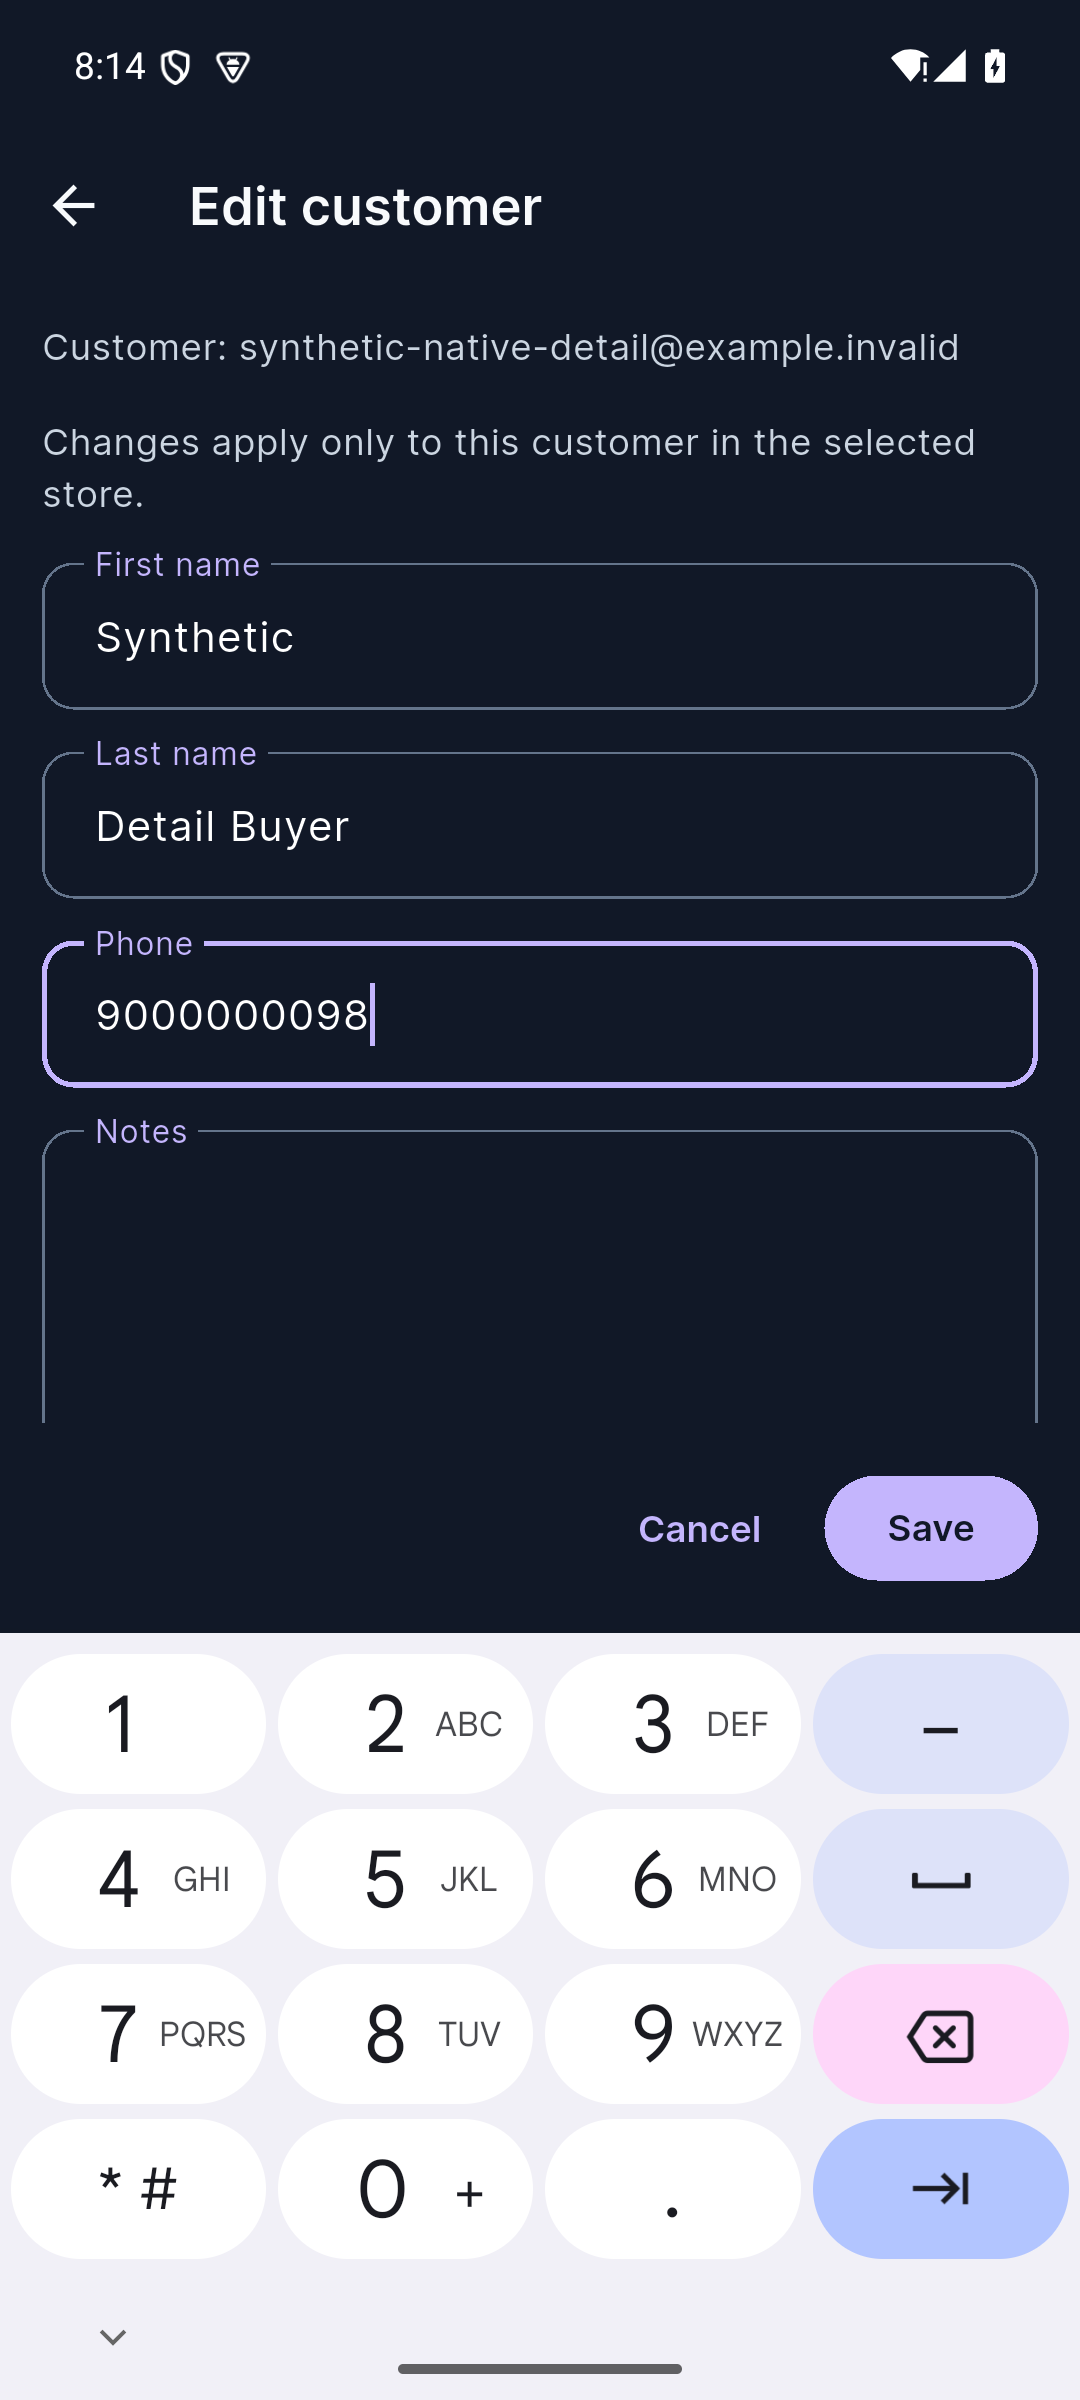 8:14
Edit customer
Customer: synthetic-native-detail@example.invalid
Changes apply only to this customer in the selected
store.
First name
Synthetic
Last name
Detail Buyer
Phone
9000000098
Notes
Cancel
Save
1
2 ABC
3 DEF
–
4 GHI
5 JKL
6 MNO
7 PQRS
8 TUV
9 WXYZ
* #
0 +
.